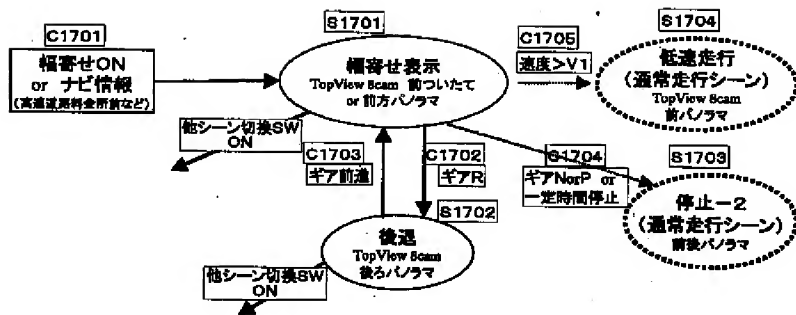 C1701
幅寄せON
or ナビ情報
(高速道路料金所前など)
S1701
幅寄せ表示
TopView 8cam 前ついたて
or 前方パノラマ
C1705
速度>V1
S1704
低速走行
(通常走行シーン)
TopView 8cam
前パノラマ
他シーン切換SW
ON
C1703
ギア前進
C1702
ギアR
S1704
ギアNorP or
一定時間停止
S1703
停止-2
(通常走行シーン)
前後パノラマ
S1702
後退
TopView 8cam
後ろパノラマ
他シーン切換SW
ON